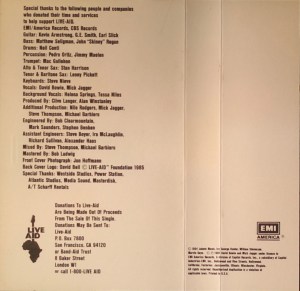 Special thanks to the following people and companies
who donated their time and services
to help support LIVE-AID.
EMI-America Records, CBS Records
Guitar: Kevin Armstrong, G.E. Smith, Earl Slick
Bass: Matthew Seligman, John "Skinny" Regan
Drums: Neil Conti
Percussion: Pedro Ortiz, Jimmy Maelen
Trumpet: Mac Gollehon
Alto & Tenor Sax: Stan Harrison
Tenor & Baritone Sax: Lenny Pickett
Keyboards: Steve Nieve
Vocals: David Bowie, Mick Jagger
Background Vocals: Helena Springs, Tessa Niles
Produced By: Clive Langer, Alan Winstanley
Additional Production: Nile Rodgers, Mick Jagger,
Steve Thompson, Michael Barbiero
Engineered By: Bob Clearmountain,
Mark Saunders, Stephen Benben
Assistant Engineers: Steve Boyer, Ira McLaughlin,
Richard Sullivan, Alexander Haas
Mixed By: Steve Thompson, Michael Barbiero
Mastered By: Bob Ludwig
Front Cover Photograph: Jon Hoffmann
Back Cover Logo: David Bell © LIVE-AID™ Foundation 1985
Special Thanks: Westside Studios, Power Station,
Atlantic Studios, Media Sound, Masterdisk,
A/T Scharff Rentals
Donations To Live-Aid
Are Being Made Out Of Proceeds
From The Sale Of This Single.
Donations May Be Sent To:
Live-Aid
P.O. Box 7800
San Francisco, CA 94120
or Band-Aid Trust
8 Baker Street
London W1
or call 1-800-LIVE AID
LIVE
AID
EMI
AMERICA